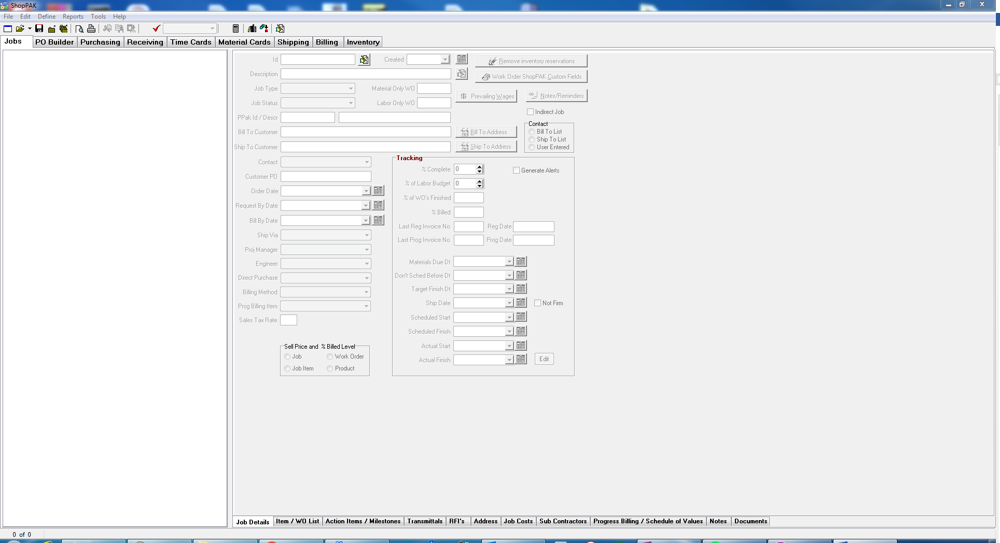 ShopPAK
File Edit Define Reports Tools Help
Jobs PO Builder Purchasing Receiving Time Cards Material Cards Shipping Billing Inventory
Id Created Remove inventory reservations
Description Work Order ShopPAK Custom Fields
Job Type Material Only WO $ Prevailing Wages Notes/Reminders
Job Status Labor Only WO
Indirect Job
PPak Id / Descr
Contact
Bill To Customer Bill To Address Bill To List
Ship To List
Ship To Customer Ship To Address User Entered
Tracking
Contact
% Complete 0 Generate Alerts
Customer PO
% of Labor Budget 0
Order Date
% of WO's Finished
Request By Date
% Billed
Bill By Date
Last Reg Invoice No. Reg Date
Ship Via
Last Prog Invoice No. Prog Date
Proj Manager
Materials Due Dt
Engineer
Don't Sched Before Dt
Direct Purchase
Target Finish Dt
Billing Method
Ship Date Not Firm
Prog Billing Item
Scheduled Start
Sales Tax Rate
Scheduled Finish
Sell Price and % Billed Level
Actual Start
Job Work Order
Actual Finish Edit
Job Item Product
Job Details Item / WO List Action Items / Milestones Transmittals RFI's Address Job Costs Sub Contractors Progress Billing / Schedule of Values Notes Documents
0 of 0